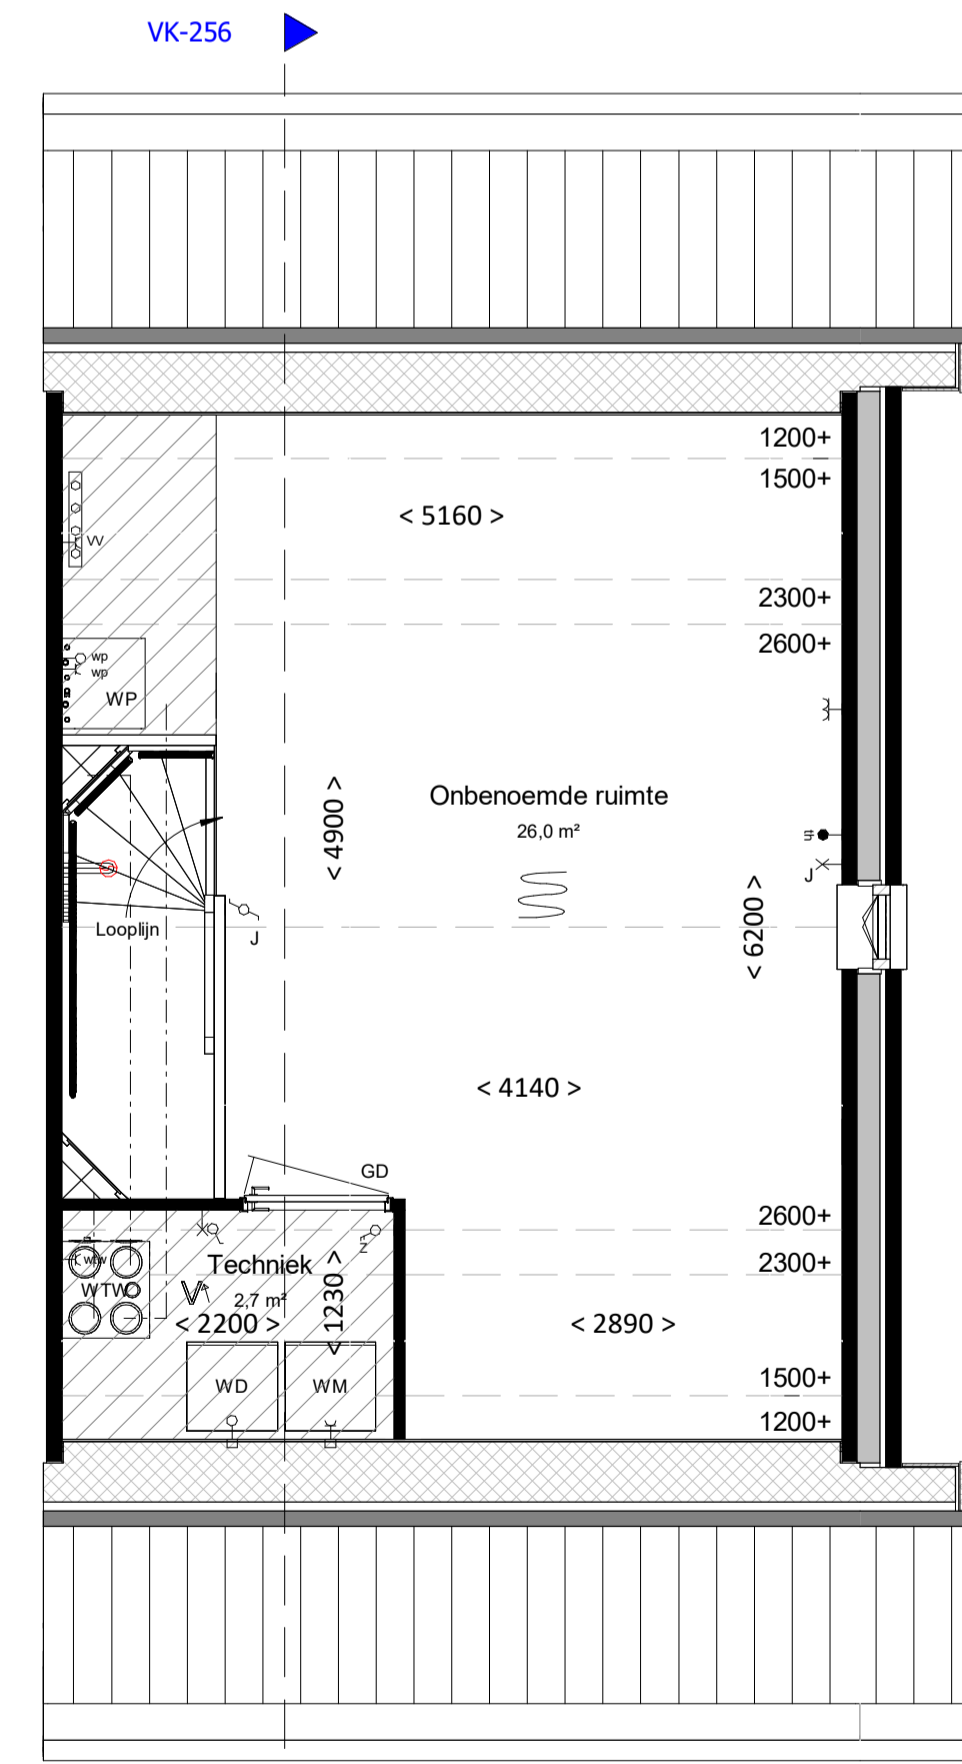 VK-256
1200+
1500+
< 5160 >
VV
2300+
2600+
wp
wp
WP
Onbenoemde ruimte
26,0 m²
< 4900 >
J
Looplijn
J
< 6200 >
< 4140 >
GD
2600+
Z
Techniek
2300+
wtw
WTW
V
2,7 m²
< 1230 >
< 2200 >
< 2890 >
1500+
WD
WM
1200+